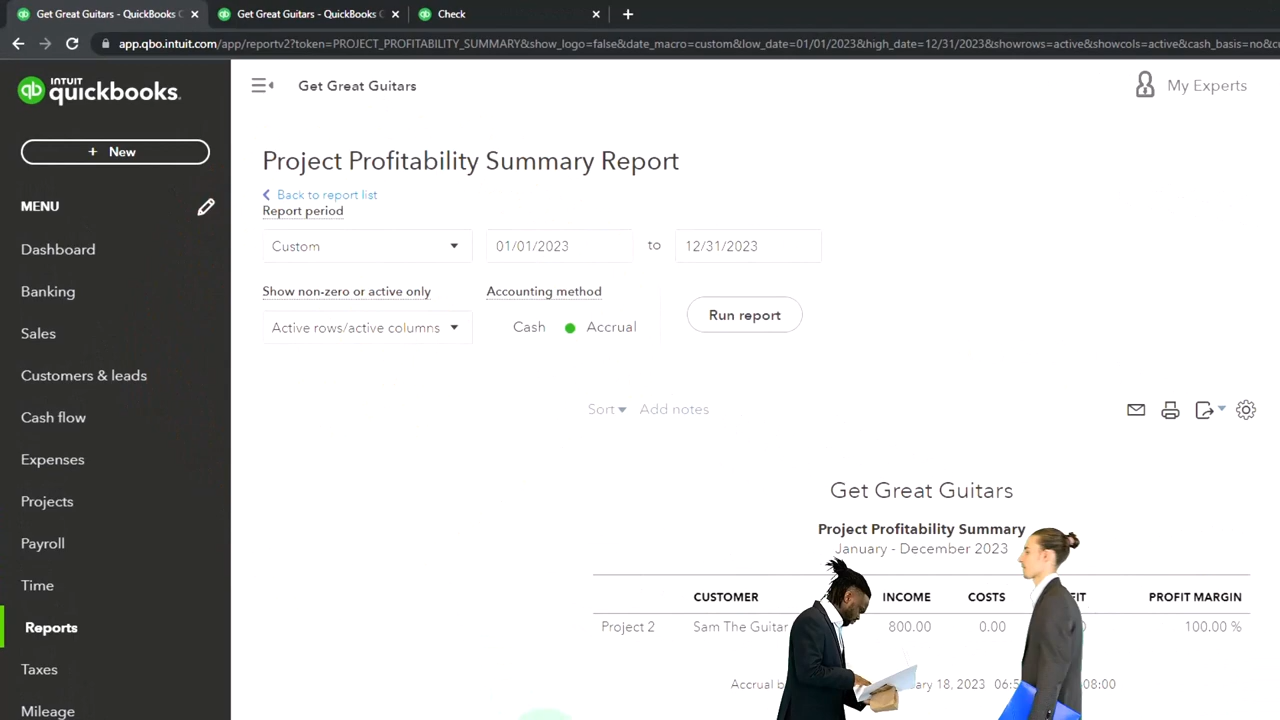 Get Great Guitars - QuickBooks C
Get Great Guitars - QuickBooks C
Check
app.qbo.intuit.com/app/reportv2?token=PROJECT_PROFITABILITY_SUMMARY&show_logo=false&date_macro=custom&low_date=01/01/2023&high_date=12/31/2023&showrows=active&showcols=active&cash_basis=no&cu
INTUIT
quickbooks.
Get Great Guitars
My Experts
+ New
MENU
Dashboard
Banking
Sales
Customers & leads
Cash flow
Expenses
Projects
Payroll
Time
Reports
Taxes
Mileage
Project Profitability Summary Report
Back to report list
Report period
Custom
01/01/2023
to
12/31/2023
Show non-zero or active only
Accounting method
Active rows/active columns
Cash
Accrual
Run report
Sort
Add notes
Get Great Guitars
Project Profitability Summary
January - December 2023
CUSTOMER INCOME COSTS PROFIT MARGIN
Project 2 Sam The Guitar 800.00 0.00 100.00 %
Accrual 18, 2023